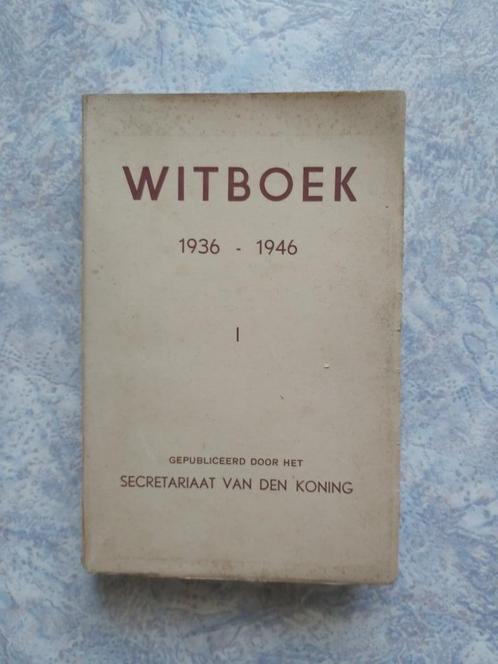 WITBOEK
1936 - 1946
I
GEPUBLICEERD DOOR HET
SECRETARIAAT VAN DEN KONING